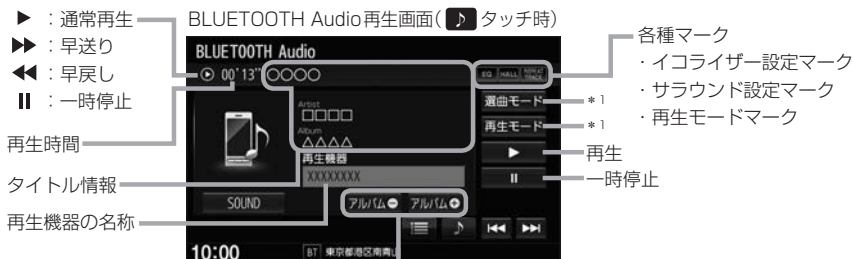 ▶：通常再生
▶▶：早送り
◀◀：早戻し
II：一時停止
再生時間
タイトル情報
再生機器の名称
BLUETOOTH Audio再生画面(♪タッチ時)
BLUETOOTH Audio
00'13"○○○○
EQ HALL REPEAT TRACK
Artist
□□□□
Album
△△△△
再生機器
XXXXXXXX
SOUND
アルバム－ アルバム＋
選曲モード
再生モード
10:00
BT 東京都港区南青山
各種マーク
・イコライザー設定マーク
・サラウンド設定マーク
・再生モードマーク
＊1
＊1
再生
一時停止